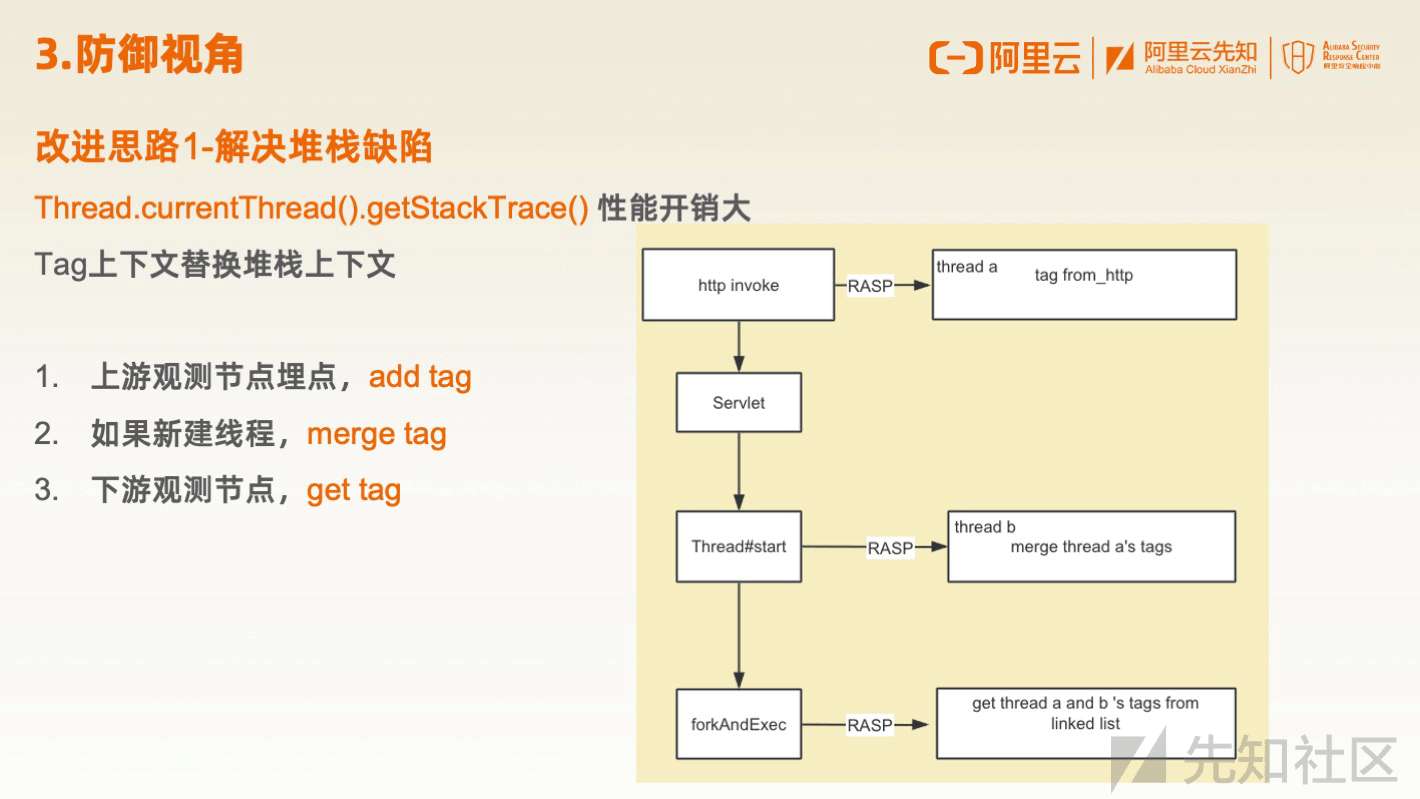 3.防御视角
阿里云
阿里云先知
Alibaba Cloud XianZhi
ALIBABA SECURITY
RESPONSE CENTER
阿里安全响应中心
改进思路1-解决堆栈缺陷
Thread.currentThread().getStackTrace() 性能开销大
Tag上下文替换堆栈上下文
1. 上游观测节点埋点，add tag
2. 如果新建线程，merge tag
3. 下游观测节点，get tag
http invoke
RASP
thread a
tag from_http
Servlet
Thread#start
RASP
thread b
merge thread a's tags
forkAndExec
RASP
get thread a and b 's tags from
linked list
先知社区